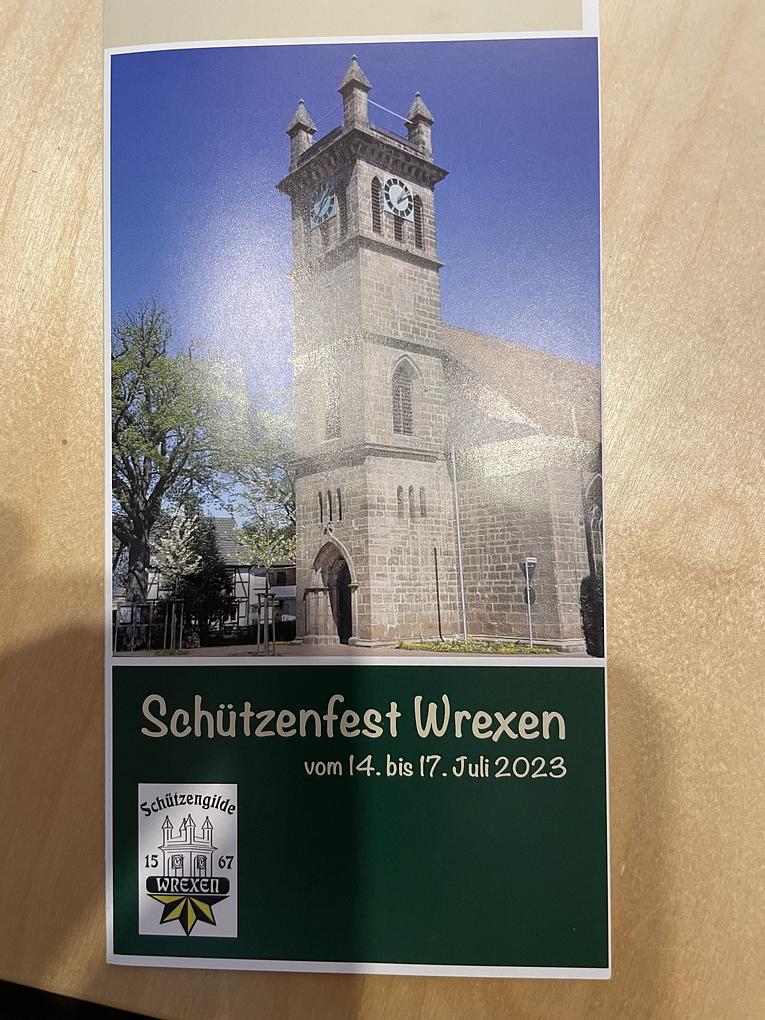 Schützenfest Wrexen
vom 14. bis 17. Juli 2023
Schützengilde
15 67
WREXEN